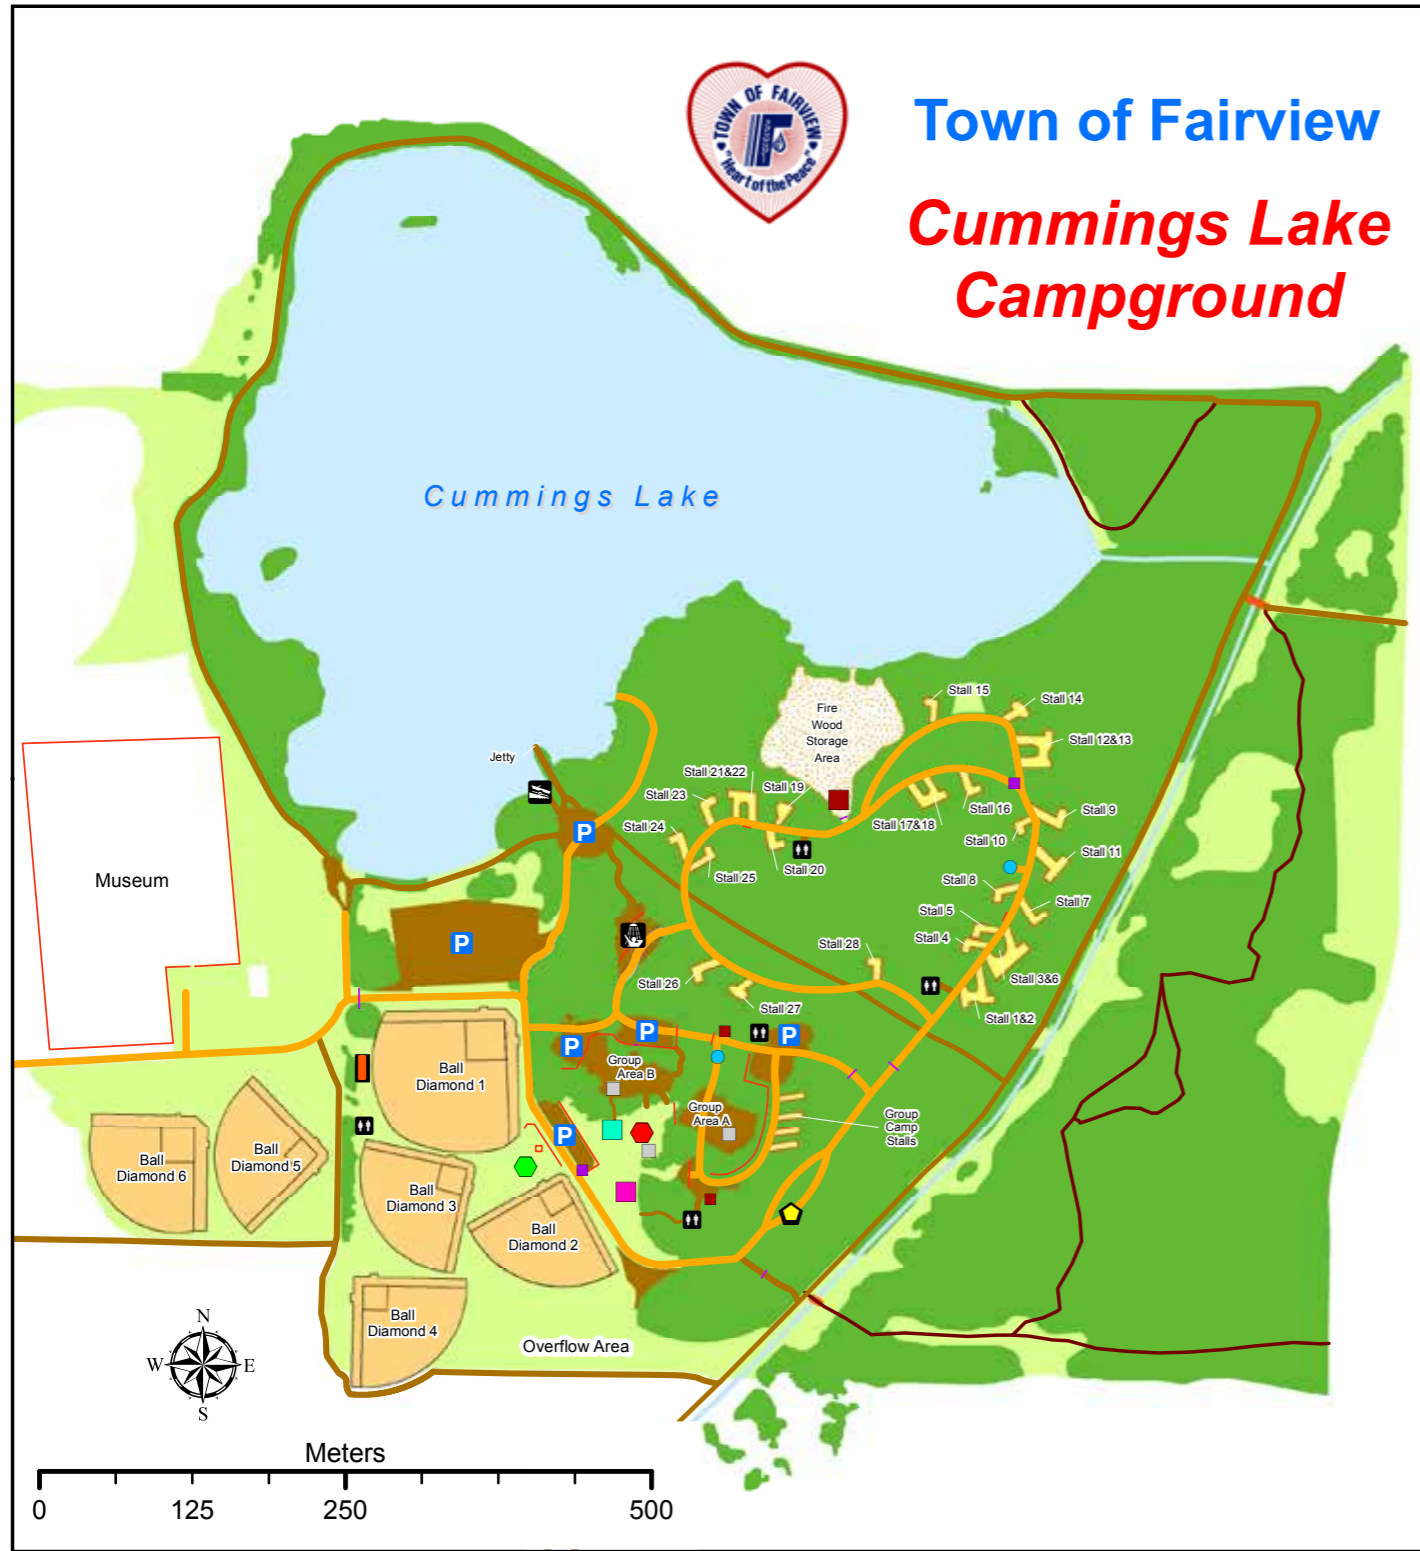 TOWN OF FAIRVIEW
F
"Heart of the Peace"
Town of Fairview
Cummings Lake
Campground
Cummings Lake
Stall 15
Stall 14
Fire
Wood
Storage
Area
Stall 12&13
Jetty
Stall 21&22
Stall 19
Stall 23
Stall 16
Stall 9
Stall 24
Stall 17&18
Stall 10
P
Stall 11
Stall 25
Stall 20
Museum
Stall 8
Stall 7
Stall 5
P
Stall 4
Stall 28
Stall 3&6
Stall 26
Stall 27
Stall 1&2
P
P
P
Group
Area B
Ball
Diamond 1
Group
Area A
Group
Camp
Stalls
P
Ball
Diamond 6
Ball
Diamond 5
Ball
Diamond 3
Ball
Diamond 2
Ball
Diamond 4
Overflow Area
N
W
E
S
Meters
0
125
250
500